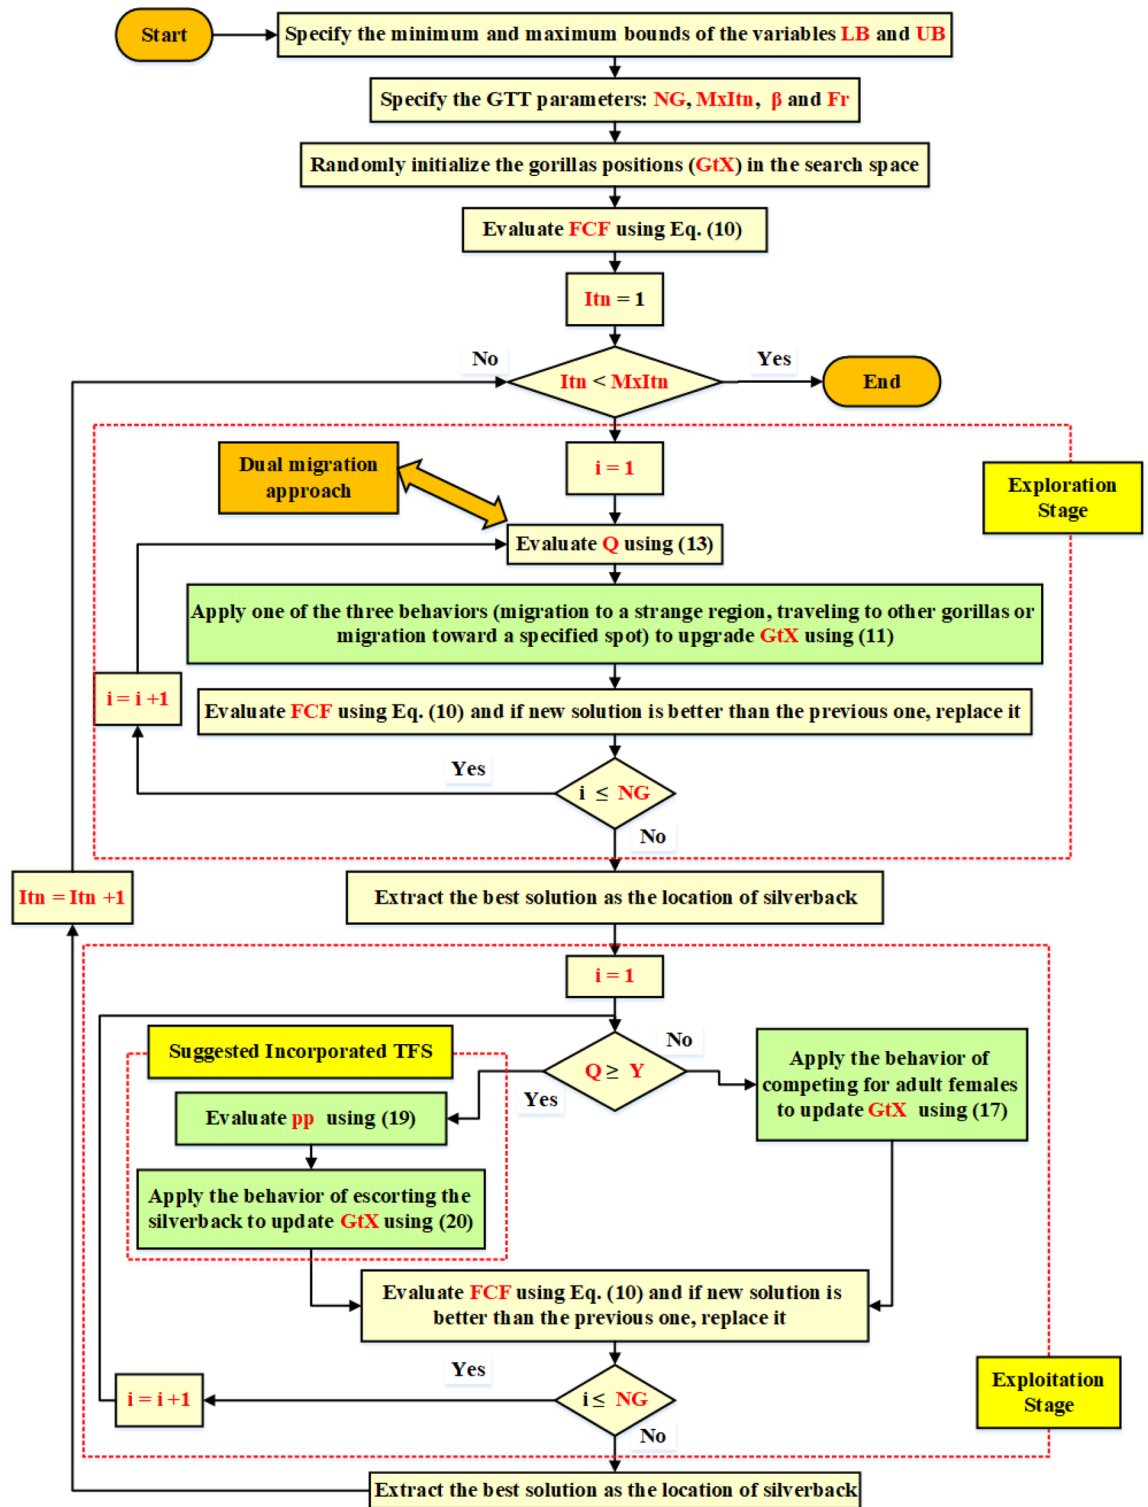 Start
Specify the minimum and maximum bounds of the variables LB and UB
Specify the GTT parameters: NG, MxItn, β and Fr
Randomly initialize the gorillas positions (GtX) in the search space
Evaluate FCF using Eq. (10)
Itn = 1
No
Yes
Itn < MxItn
End
i = 1
Dual migration
approach
Exploration
Stage
Evaluate Q using (13)
Apply one of the three behaviors (migration to a strange region, traveling to other gorillas or
migration toward a specified spot) to upgrade GtX using (11)
i = i +1
Evaluate FCF using Eq. (10) and if new solution is better than the previous one, replace it
Yes
i ≤ NG
No
Itn = Itn +1
Extract the best solution as the location of silverback
i = 1
Suggested Incorporated TFS
No
Q ≥ Y
Yes
Apply the behavior of
competing for adult females
to update GtX using (17)
Evaluate pp using (19)
Apply the behavior of escorting the
silverback to update GtX using (20)
Evaluate FCF using Eq. (10) and if new solution is
better than the previous one, replace it
Yes
i = i +1
i ≤ NG
No
Exploitation
Stage
Extract the best solution as the location of silverback